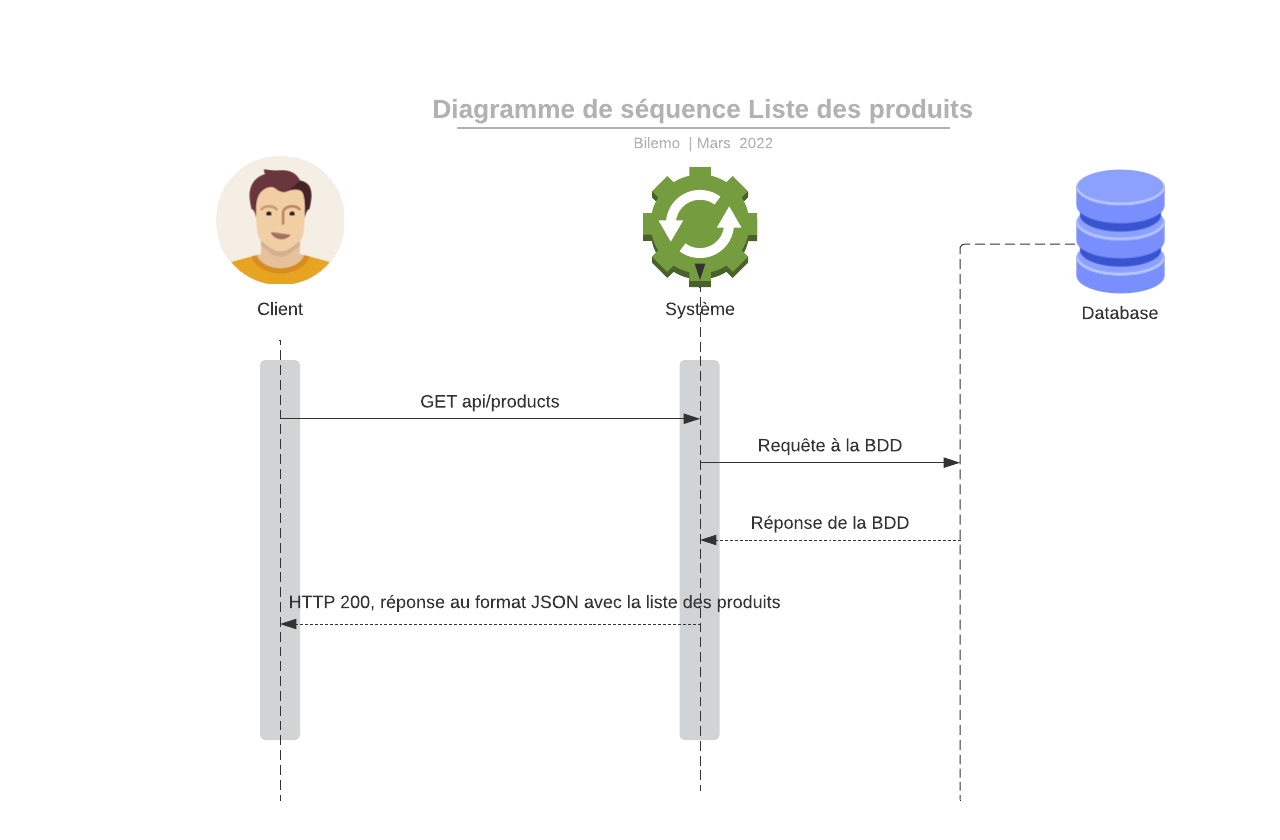 Diagramme de séquence Liste des produits
Bilemo | Mars 2022
Client
Système
Database
GET api/products
Requête à la BDD
Réponse de la BDD
HTTP 200, réponse au format JSON avec la liste des produits